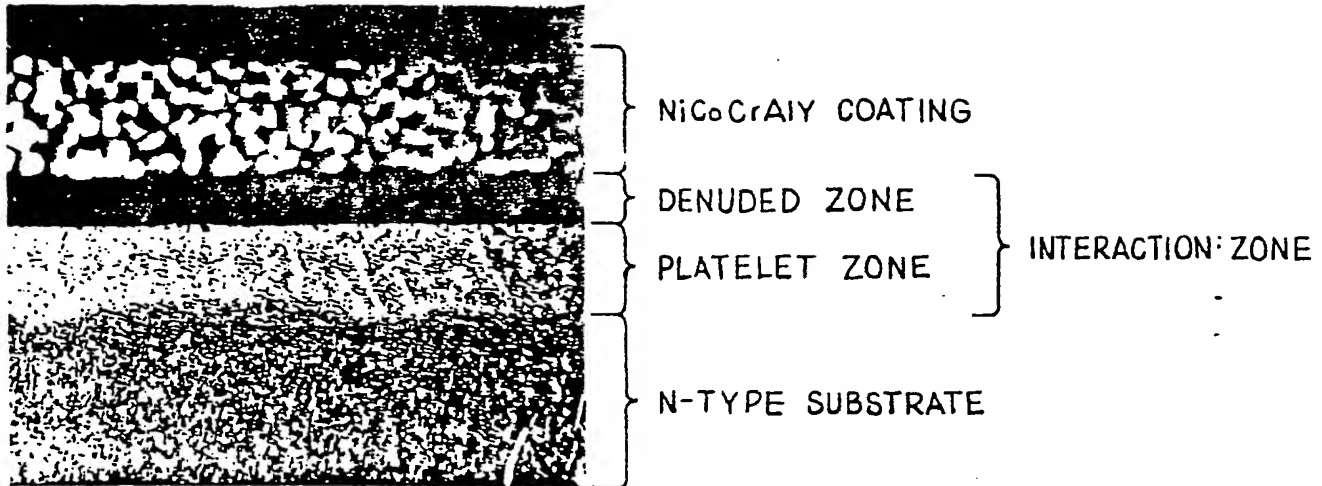 NiCoCrAlY COATING
DENUDED ZONE
PLATELET ZONE
INTERACTION: ZONE
N-TYPE SUBSTRATE